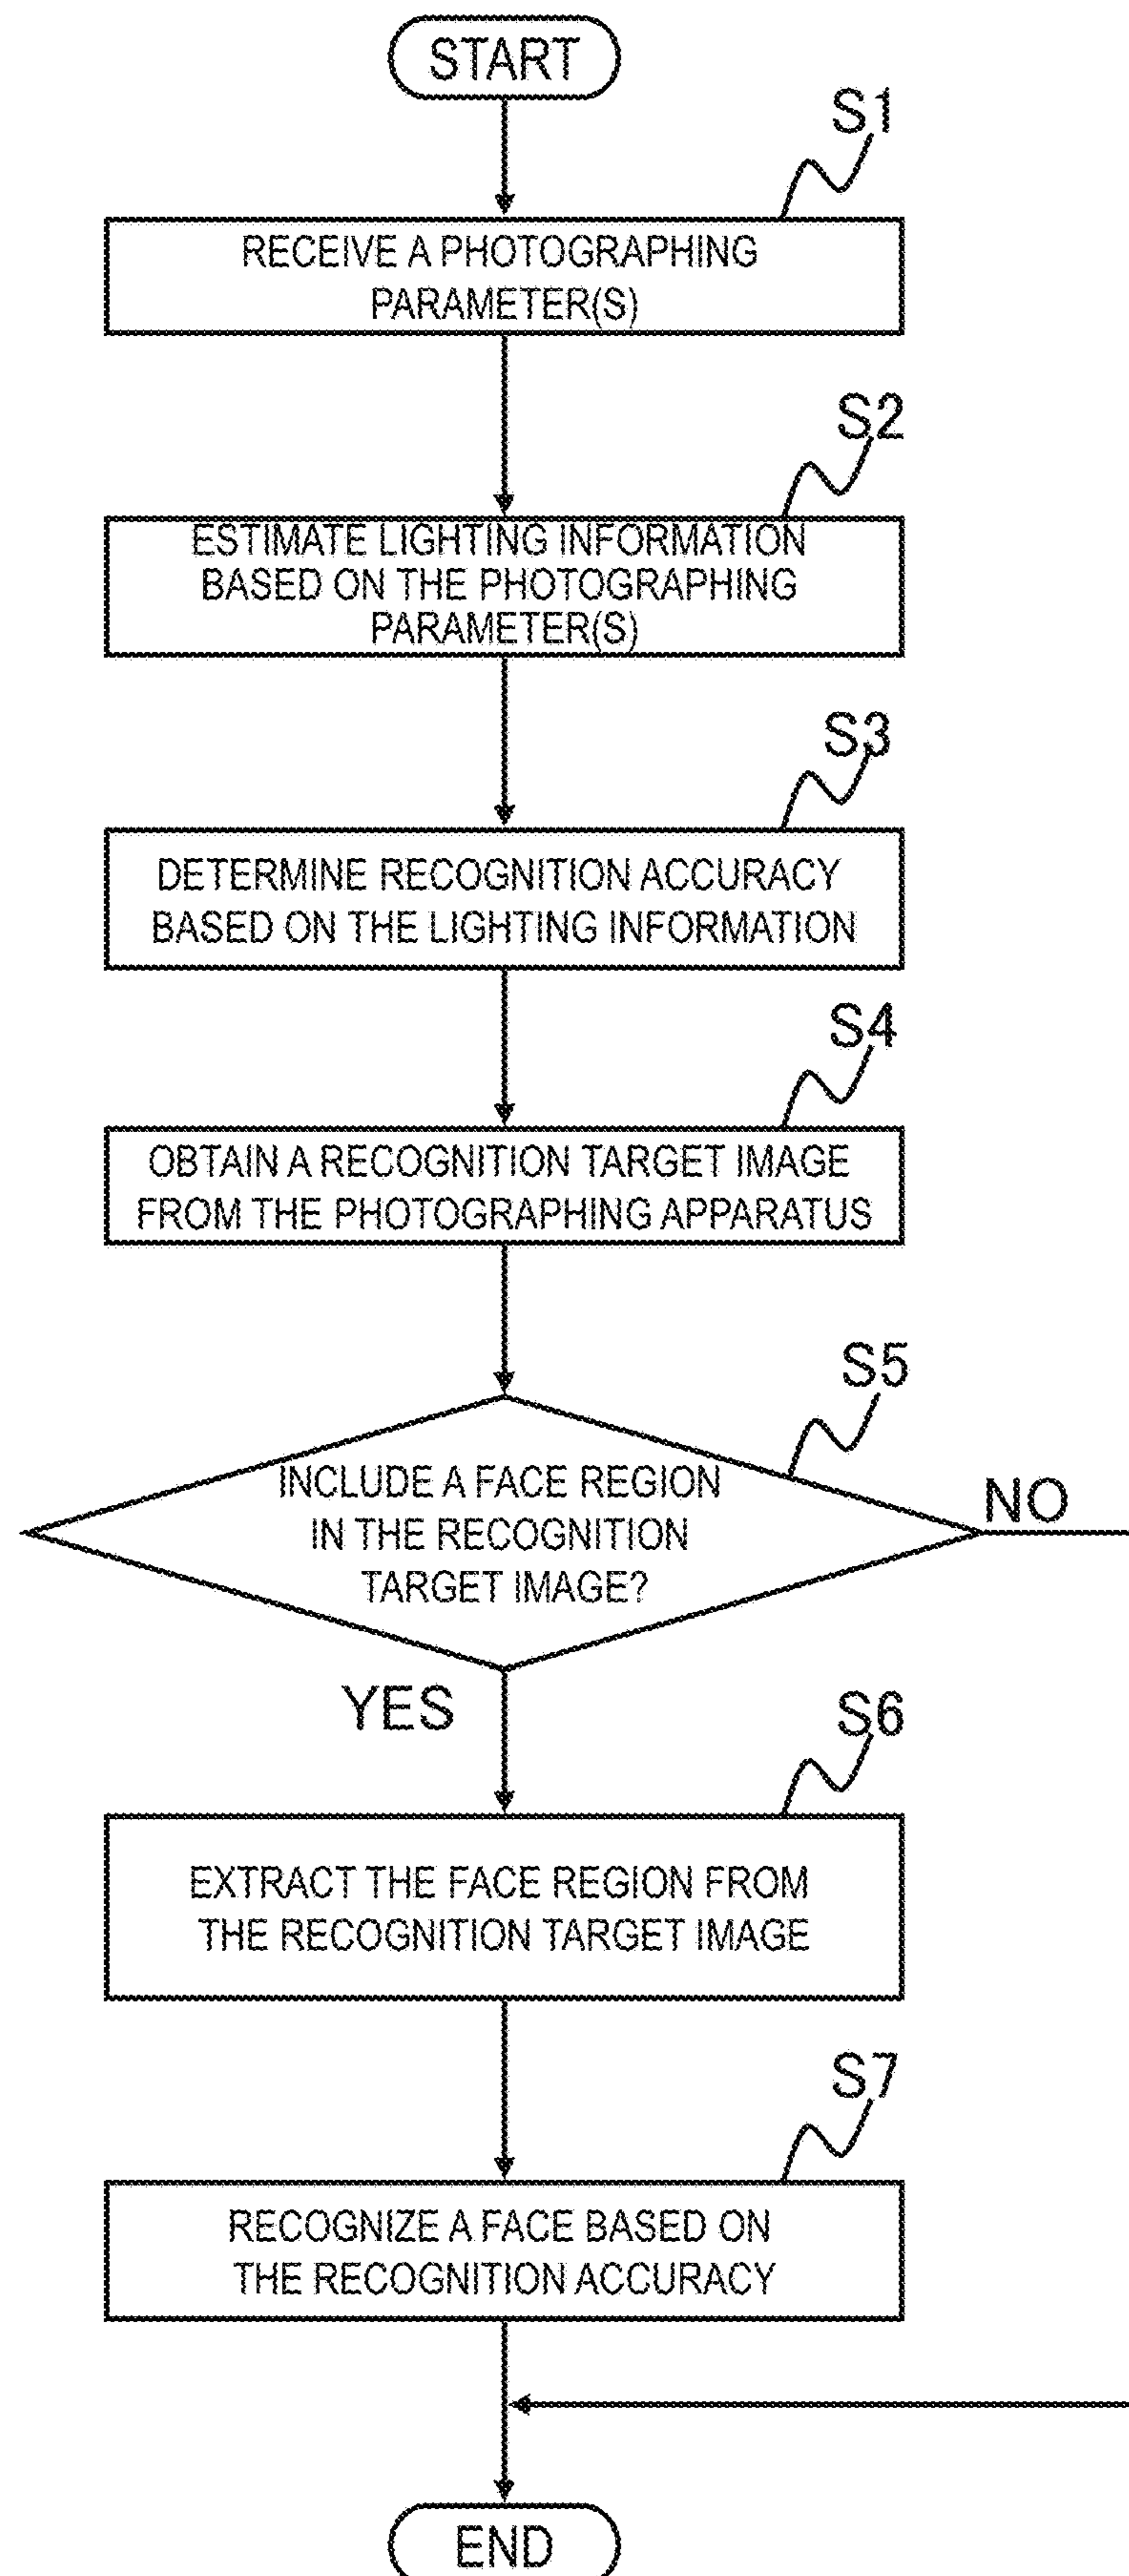 START
S1
RECEIVE A PHOTOGRAPHING
PARAMETER(S)
S2
ESTIMATE LIGHTING INFORMATION
BASED ON THE PHOTOGRAPHING
PARAMETER(S)
S3
DETERMINE RECOGNITION ACCURACY
BASED ON THE LIGHTING INFORMATION
S4
OBTAIN A RECOGNITION TARGET IMAGE
FROM THE PHOTOGRAPHING APPARATUS
S5
INCLUDE A FACE REGION
IN THE RECOGNITION
TARGET IMAGE?
NO
YES
S6
EXTRACT THE FACE REGION FROM
THE RECOGNITION TARGET IMAGE
S7
RECOGNIZE A FACE BASED ON
THE RECOGNITION ACCURACY
END